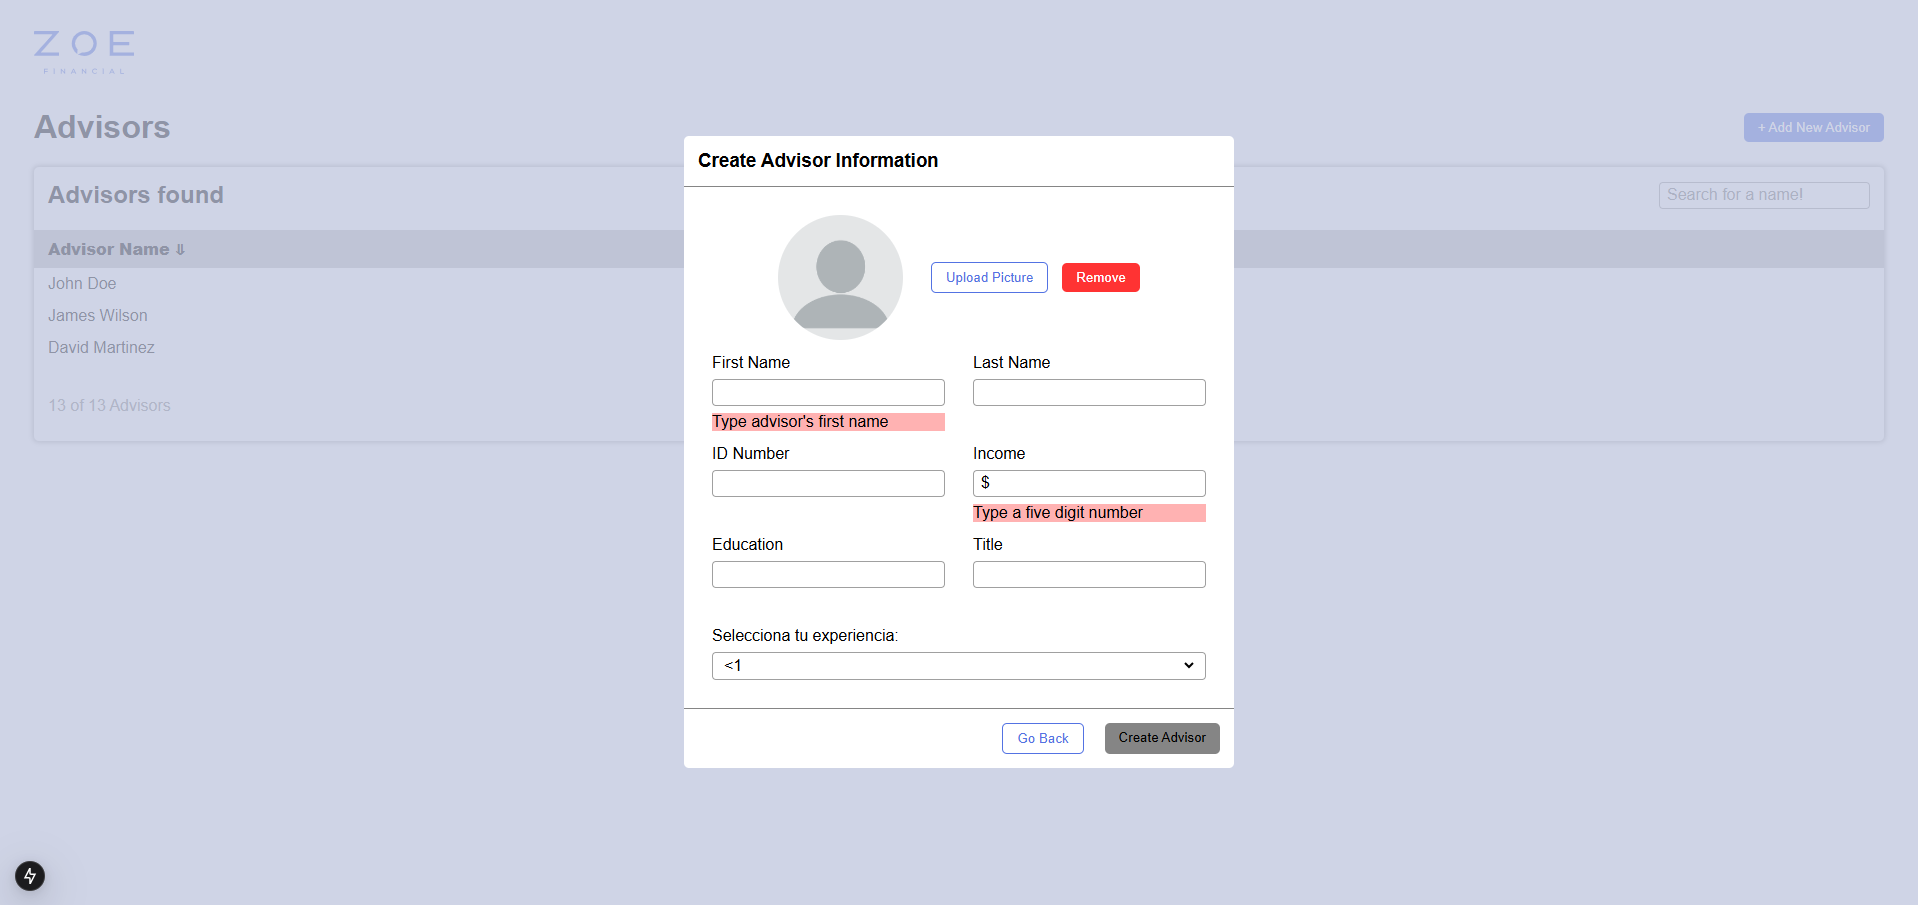 ZOE
FINANCIAL
Advisors
+ Add New Advisor
Advisors found
Search for a name!
Advisor Name ⇓
John Doe
James Wilson
David Martinez
13 of 13 Advisors
Create Advisor Information
Upload Picture
Remove
First Name
Last Name
Type advisor's first name
ID Number
Income
$
Type a five digit number
Education
Title
Selecciona tu experiencia:
<1
Go Back
Create Advisor